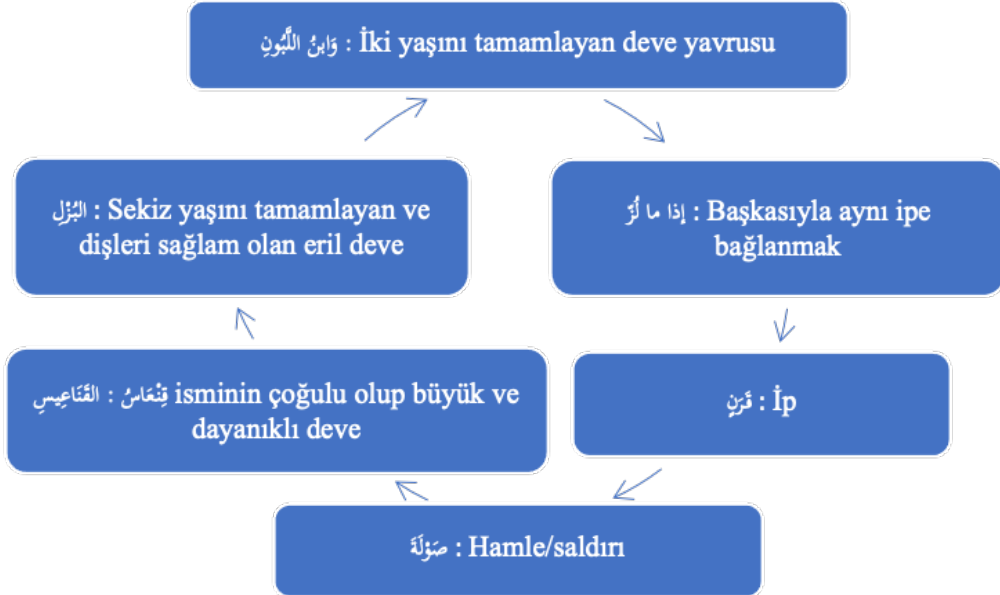 وَابنُ اللَّبُونِ : İki yaşını tamamlayan deve yavrusu
إذا ما لُزَّ : Başkasıyla aynı ipe
bağlanmak
قَرَنٍ : İp
صَوْلَةَ : Hamle/saldırı
القَنَاعِيسِ : قِنْعَاسُ isminin çoğulu olup büyük ve
dayanıklı deve
البُزْلِ : Sekiz yaşını tamamlayan ve
dişleri sağlam olan eril deve